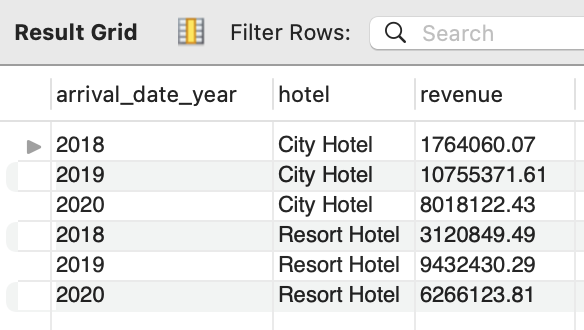 Result Grid Filter Rows: Search
arrival_date_year hotel revenue
2018 City Hotel 1764060.07
2019 City Hotel 10755371.61
2020 City Hotel 8018122.43
2018 Resort Hotel 3120849.49
2019 Resort Hotel 9432430.29
2020 Resort Hotel 6266123.81